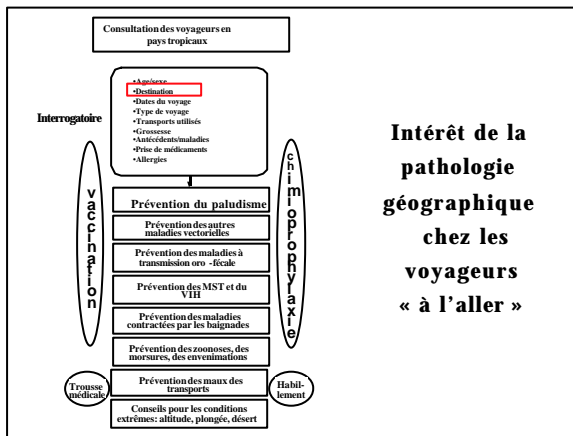 Consultation des voyageurs en
pays tropicaux
Interrogatoire
•Age/sexe
•Destination
•Dates du voyage
•Type de voyage
•Transports utilisés
•Grossesse
•Antécédents/maladies
•Prise de médicaments
•Allergies
vaccination
chimioprophylaxie
Prévention du paludisme
Prévention des autres
maladies vectorielles
Prévention des maladies à
transmission oro -fécale
Prévention des MST et du
VIH
Prévention des maladies
contractées par les baignades
Prévention des zoonoses, des
morsures, des envenimations
Trousse
médicale
Prévention des maux des
transports
Habil-
lement
Conseils pour les conditions
extrêmes: altitude, plongée, désert
Intérêt de la
pathologie
géographique
chez les
voyageurs
« à l’aller »